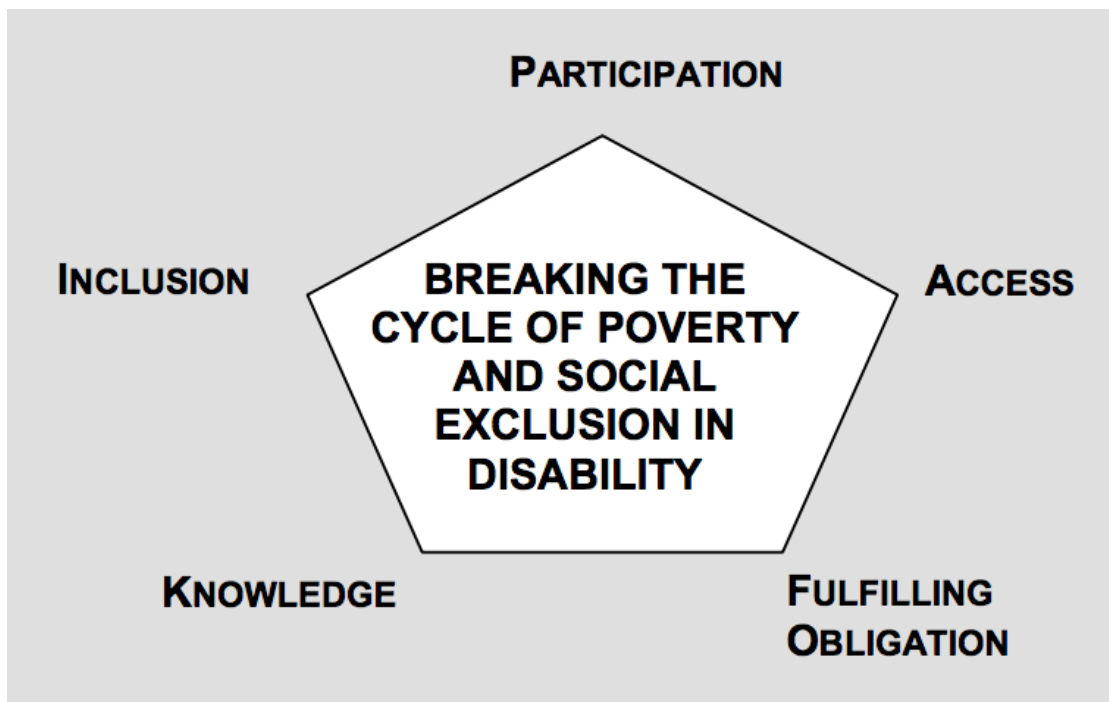 PARTICIPATION
INCLUSION
ACCESS
BREAKING THE
CYCLE OF POVERTY
AND SOCIAL
EXCLUSION IN
DISABILITY
KNOWLEDGE
FULFILLING
OBLIGATION